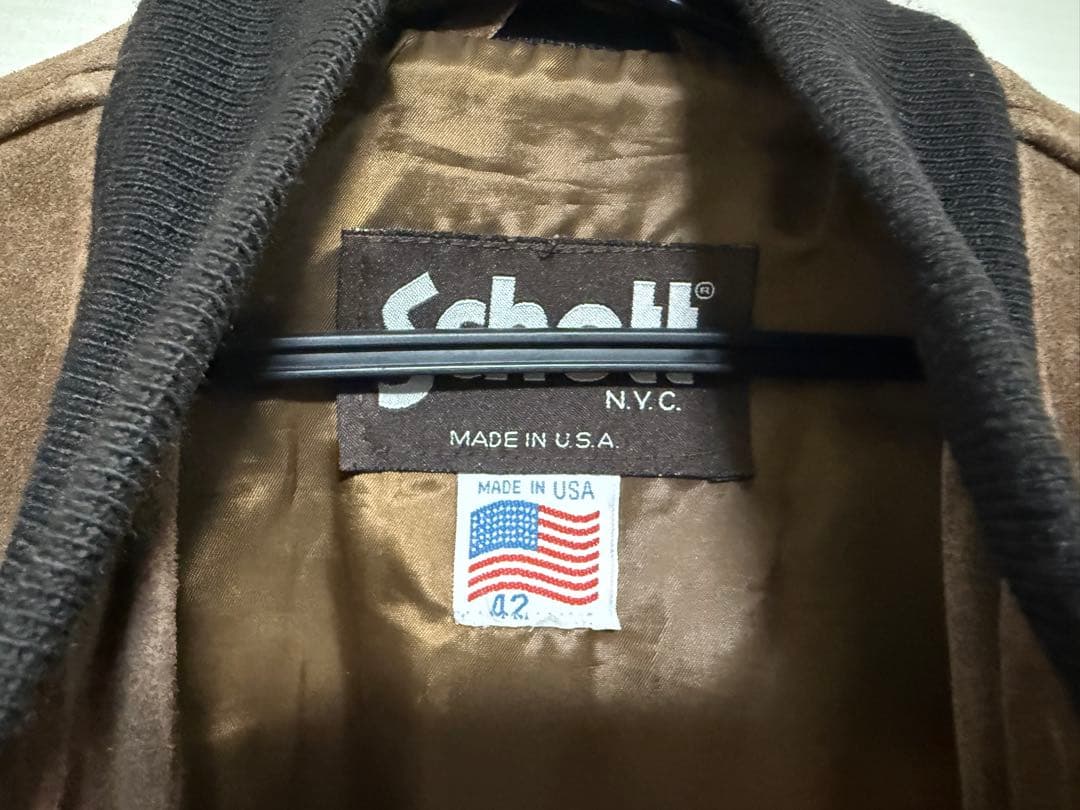 Schott®
N.Y.C.
MADE IN U.S.A.
MADE IN USA
42